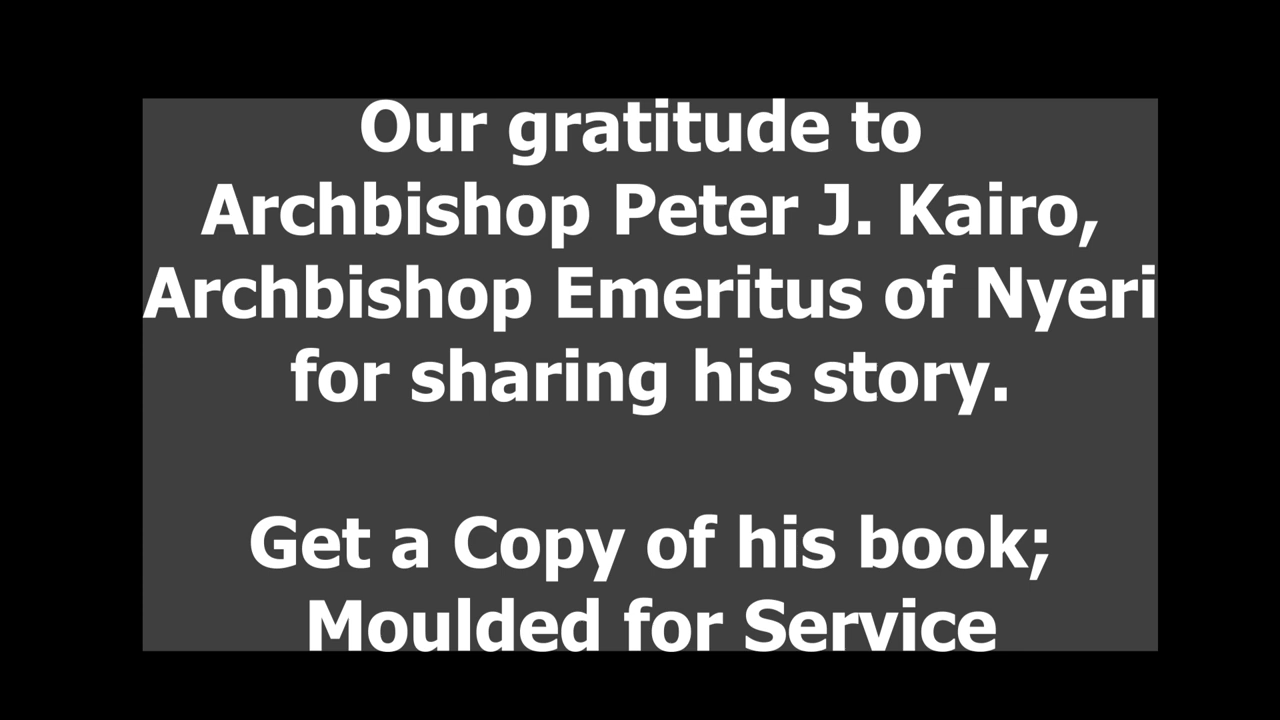 Our gratitude to
Archbishop Peter J. Kairo,
Archbishop Emeritus of Nyeri
for sharing his story.
Get a Copy of his book;
Moulded for Service